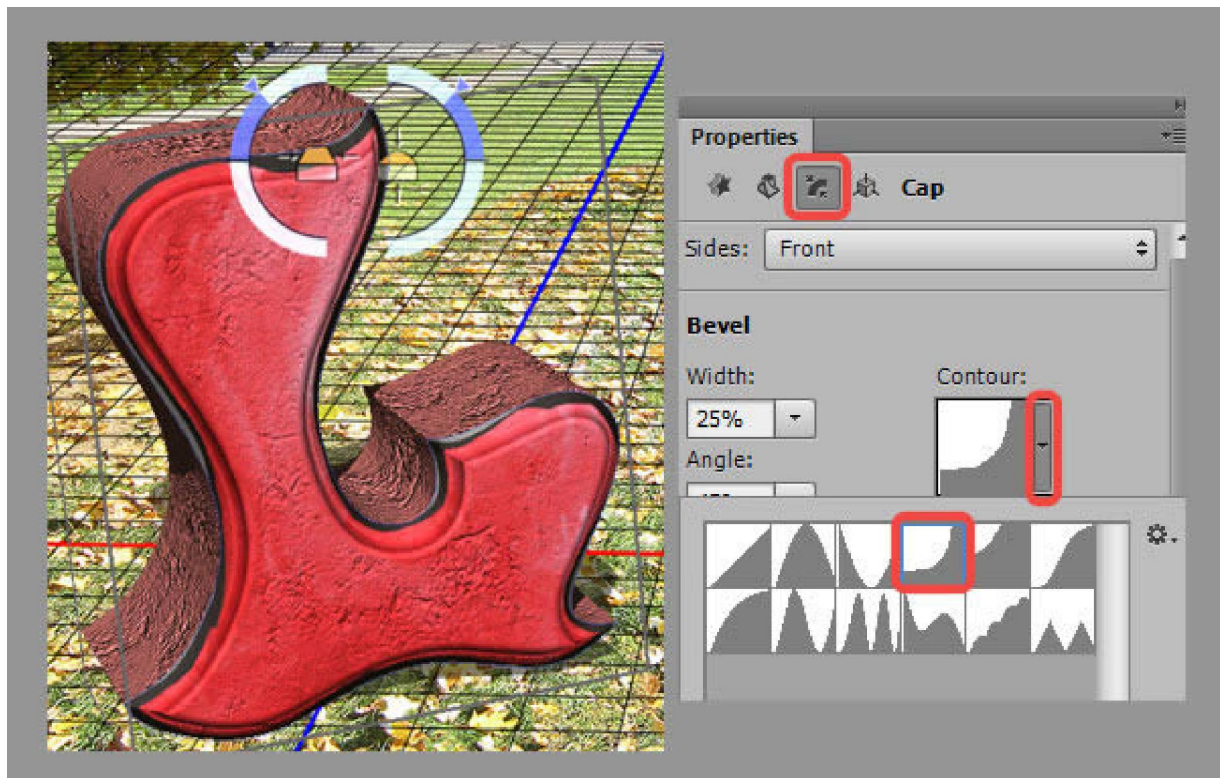 L
Properties
Cap
Sides: Front
Bevel
Width: Contour:
25%
Angle: